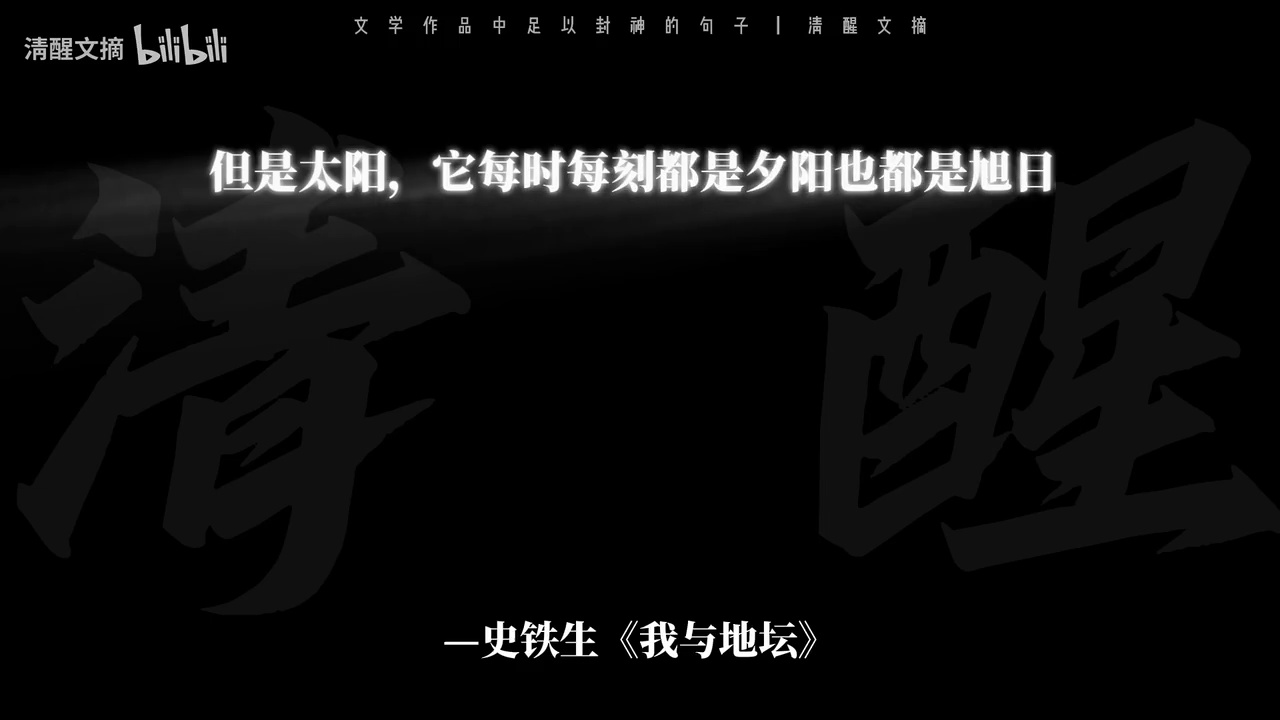 文学作品中足以封神的句子 | 清醒文摘
清醒文摘 bilibili
但是太阳，它每时每刻都是夕阳也都是旭日
清醒
—史铁生《我与地坛》